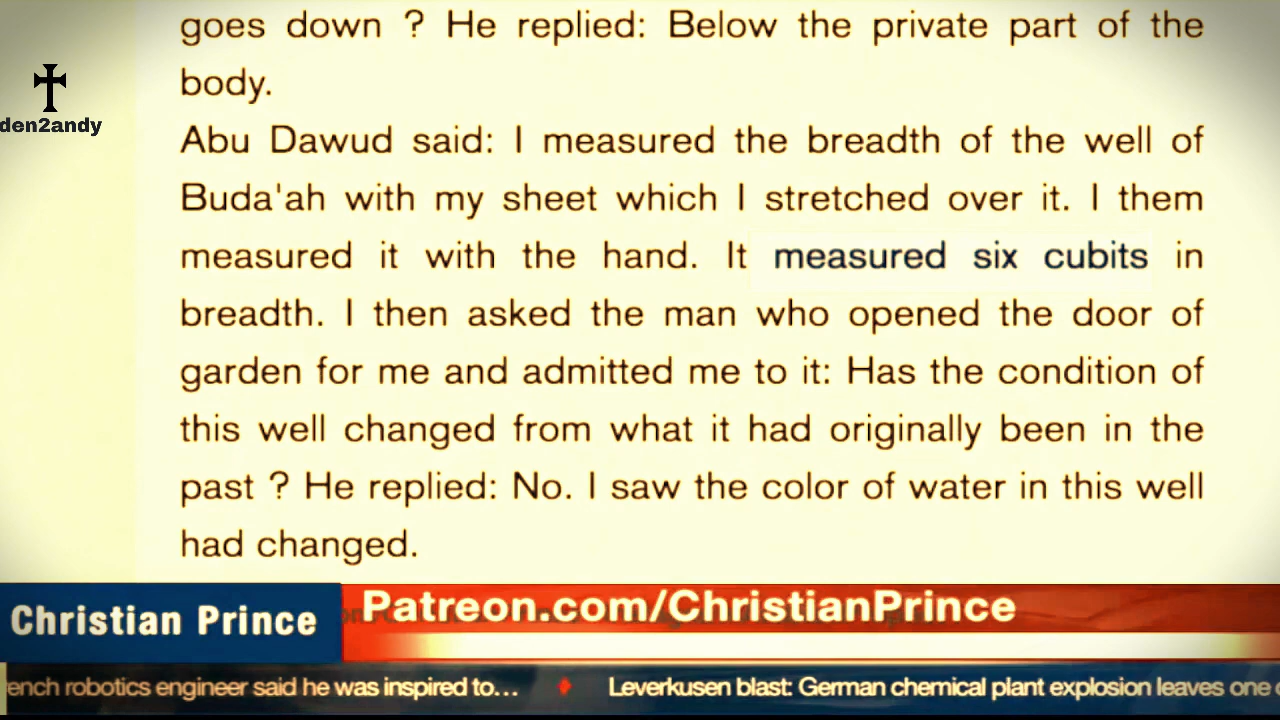 goes down ? He replied: Below the private part of the
body.
den2andy
Abu Dawud said: I measured the breadth of the well of
Buda'ah with my sheet which I stretched over it. I them
measured it with the hand. It measured six cubits in
breadth. I then asked the man who opened the door of
garden for me and admitted me to it: Has the condition of
this well changed from what it had originally been in the
past ? He replied: No. I saw the color of water in this well
had changed.
Christian Prince
Patreon.com/ChristianPrince
ench robotics engineer said he was inspired to... Leverkusen blast: German chemical plant explosion leaves one